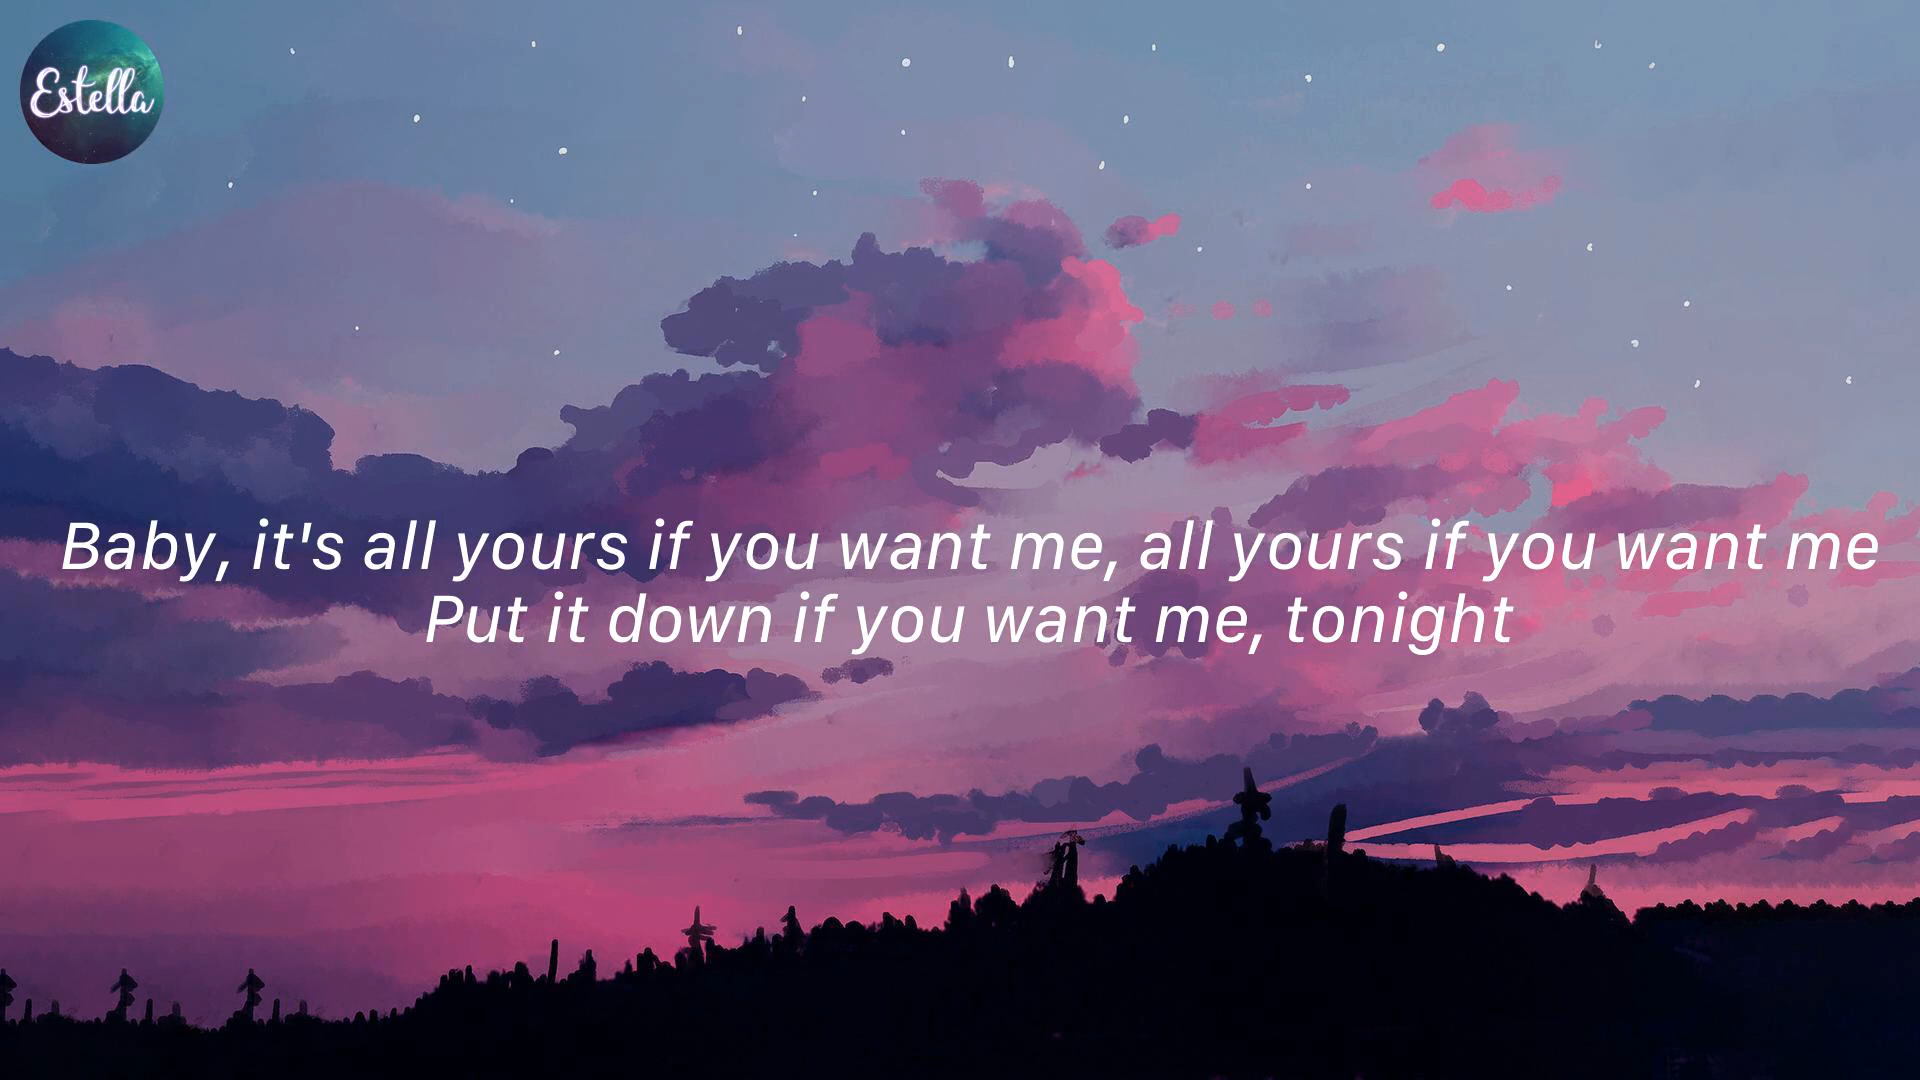 Estella
Baby, it's all yours if you want me, all yours if you want me
Put it down if you want me, tonight